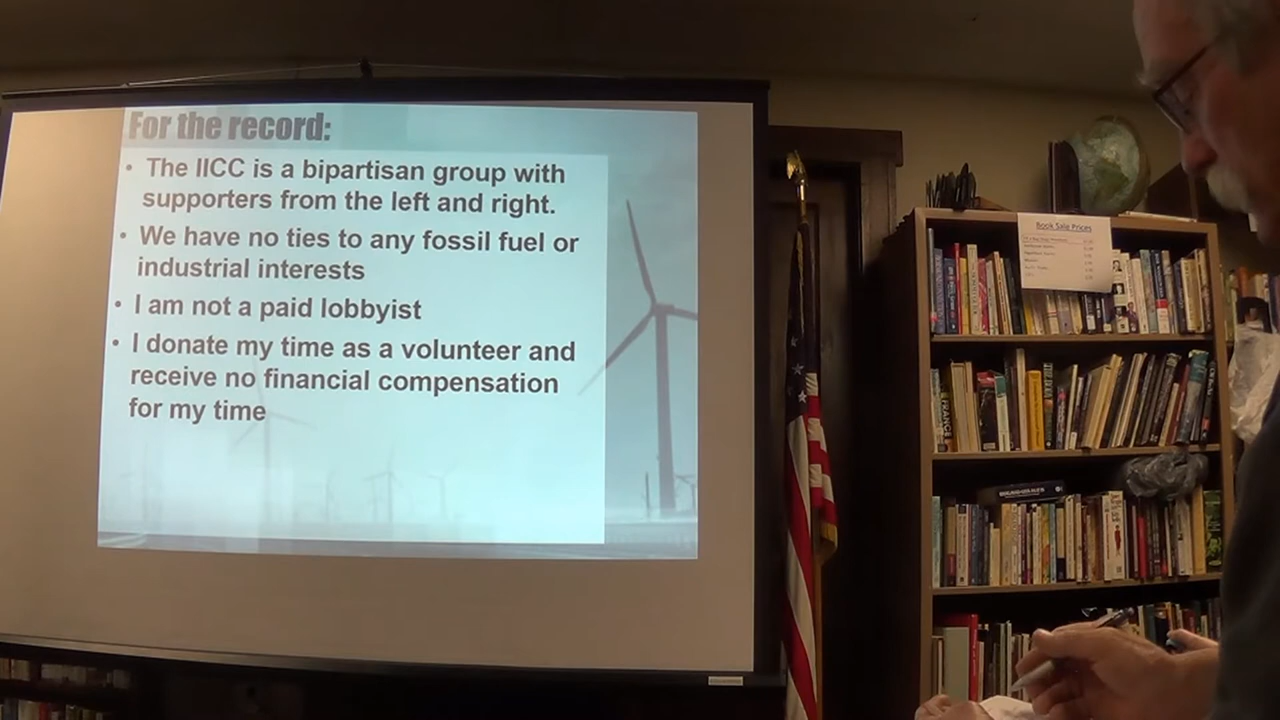 For the record:
• The IICC is a bipartisan group with
supporters from the left and right.
• We have no ties to any fossil fuel or
industrial interests
• I am not a paid lobbyist
• I donate my time as a volunteer and
receive no financial compensation
for my time
Book Sale Prices
FRANCE